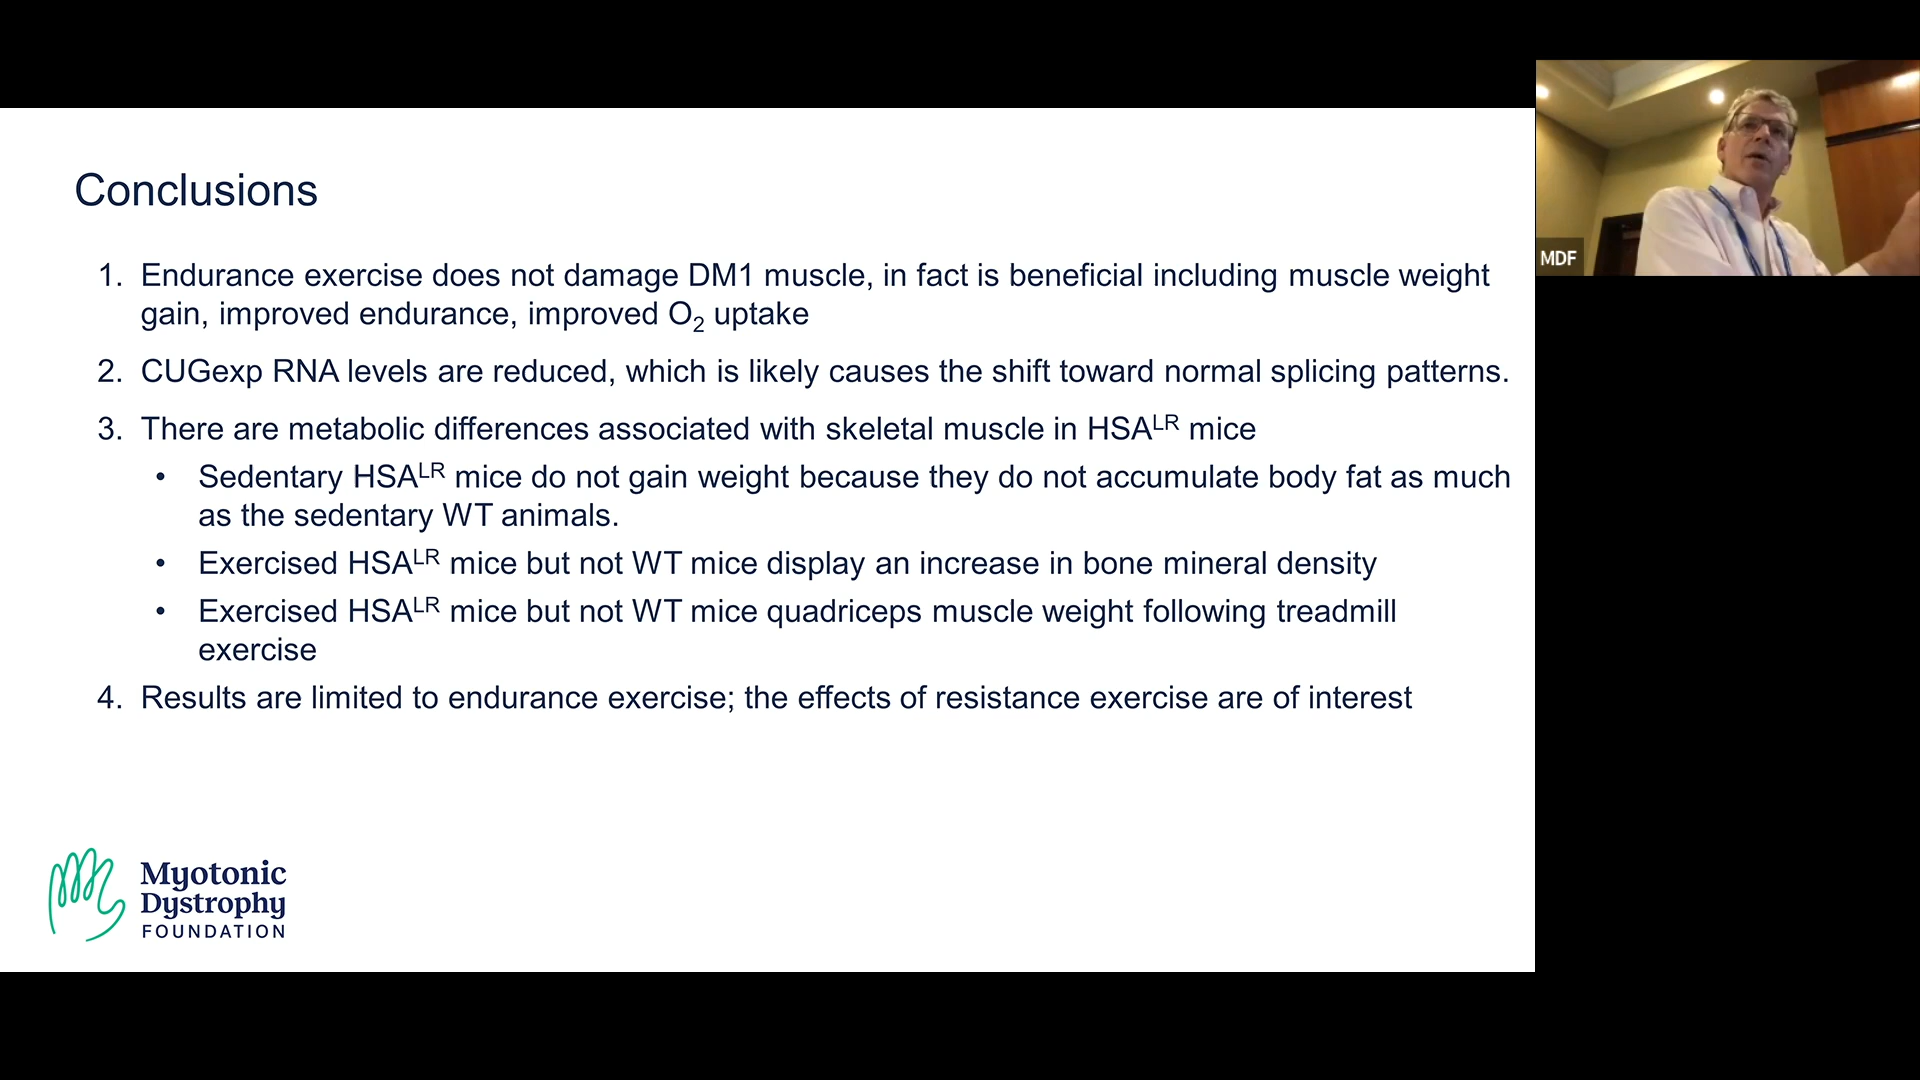 Conclusions
1. Endurance exercise does not damage DM1 muscle, in fact is beneficial including muscle weight
gain, improved endurance, improved O2 uptake
2. CUGexp RNA levels are reduced, which is likely causes the shift toward normal splicing patterns.
3. There are metabolic differences associated with skeletal muscle in HSALR mice
• Sedentary HSALR mice do not gain weight because they do not accumulate body fat as much
as the sedentary WT animals.
• Exercised HSALR mice but not WT mice display an increase in bone mineral density
• Exercised HSALR mice but not WT mice quadriceps muscle weight following treadmill
exercise
4. Results are limited to endurance exercise; the effects of resistance exercise are of interest
Myotonic
Dystrophy
FOUNDATION
MDF